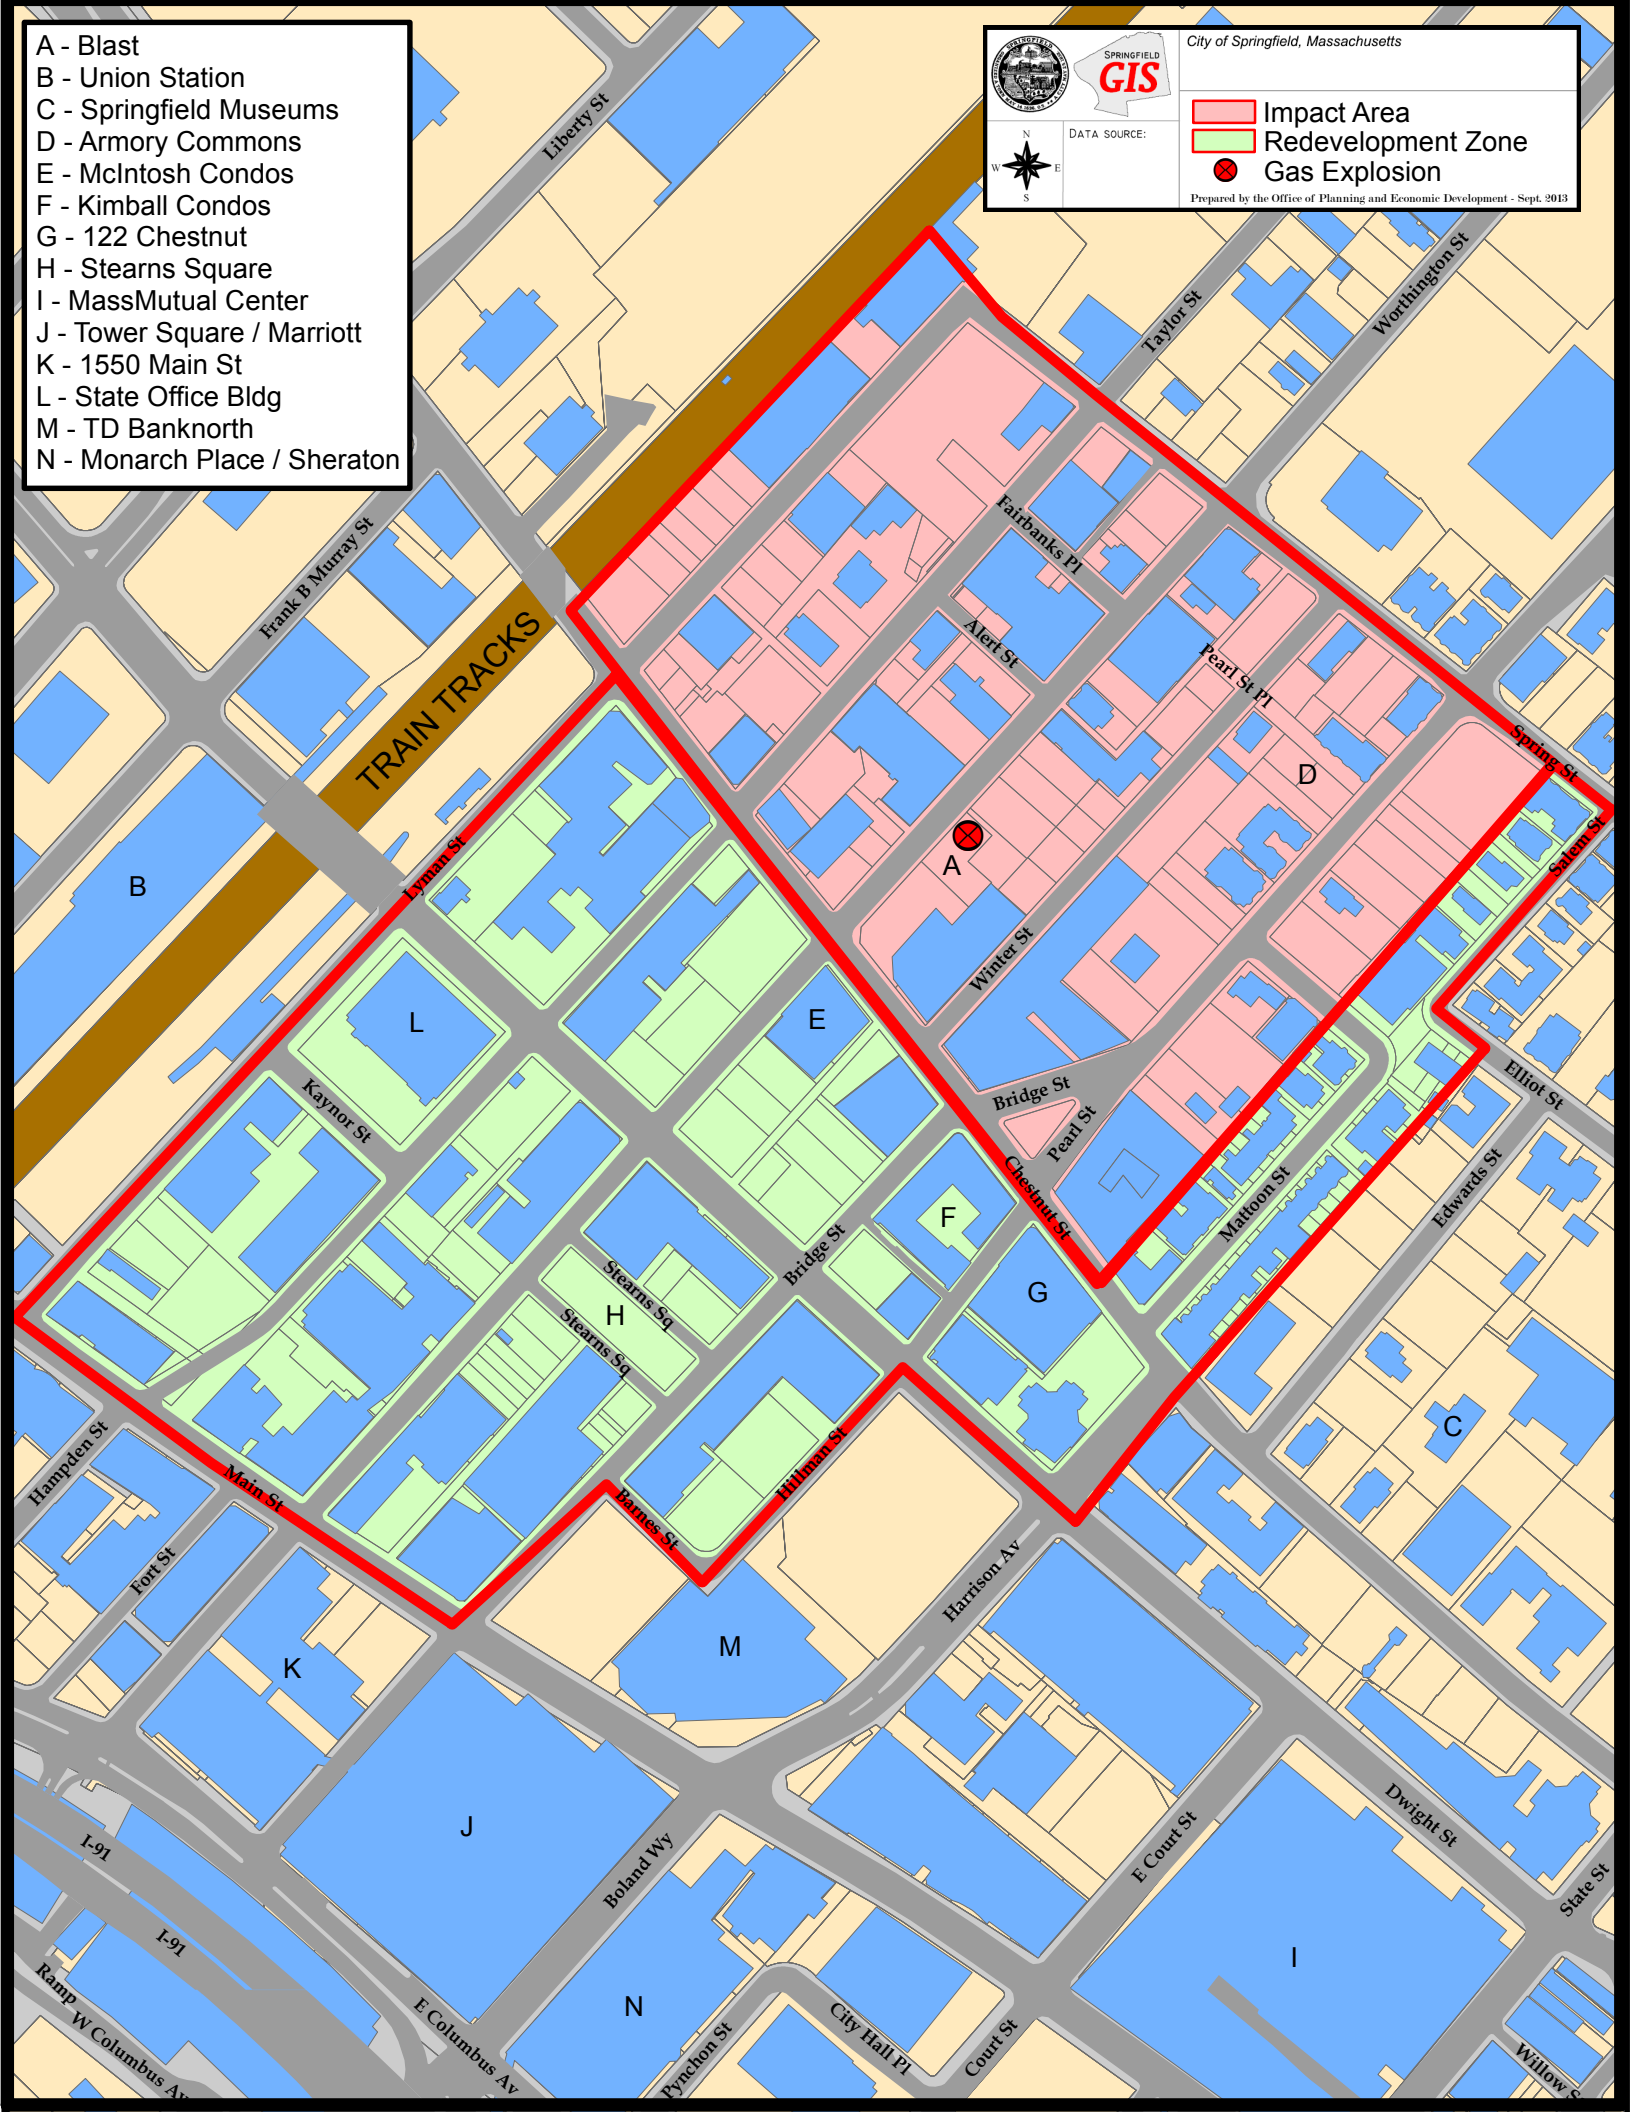 A - Blast
B - Union Station
C - Springfield Museums
D - Armory Commons
E - McIntosh Condos
F - Kimball Condos
G - 122 Chestnut
H - Stearns Square
I - MassMutual Center
J - Tower Square / Marriott
K - 1550 Main St
L - State Office Bldg
M - TD Banknorth
N - Monarch Place / Sheraton
SPRINGFIELD
GIS
City of Springfield, Massachusetts
N
W
E
S
DATA SOURCE:
Impact Area
Redevelopment Zone
Gas Explosion
Prepared by the Office of Planning and Economic Development - Sept. 2013
Liberty St
Worthington St
Taylor St
Frank B Murray St
Fairbanks Pl
TRAIN TRACKS
Alert St
Pearl St Pl
Spring St
D
A
Salem St
Lyman St
B
Winter St
L
E
Kaynor St
Bridge St
Pearl St
Elliot St
Chestnut St
Mattoon St
Edwards St
F
Bridge St
Stearns Sq
H
Stearns Sq
G
C
Hampden St
Main St
Hillman St
Barnes St
Fort St
Harrison Av
M
K
Dwight St
J
E Court St
I-91
Boland Wy
State St
I-91
I
Ramp
N
W Columbus Av
E Columbus Av
Pynchon St
City Hall Pl
Court St
Willow S